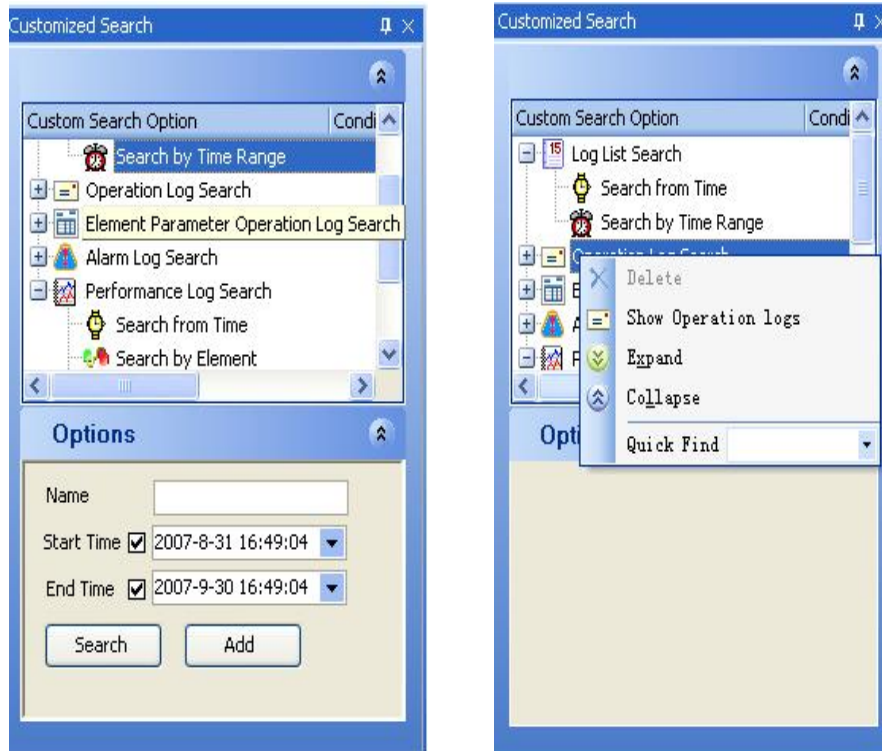 Customized Search
Custom Search Option Condi
Search by Time Range
Operation Log Search
Element Parameter Operation Log Search
Alarm Log Search
Performance Log Search
Search from Time
Search by Element
Options
Name
Start Time 2007-8-31 16:49:04
End Time 2007-9-30 16:49:04
Search Add
Customized Search
Custom Search Option Condi
15 Log List Search
Search from Time
Search by Time Range
Operation Log Search
E
A
P
Delete
Show Operation logs
Expand
Collapse
Quick Find
Opti